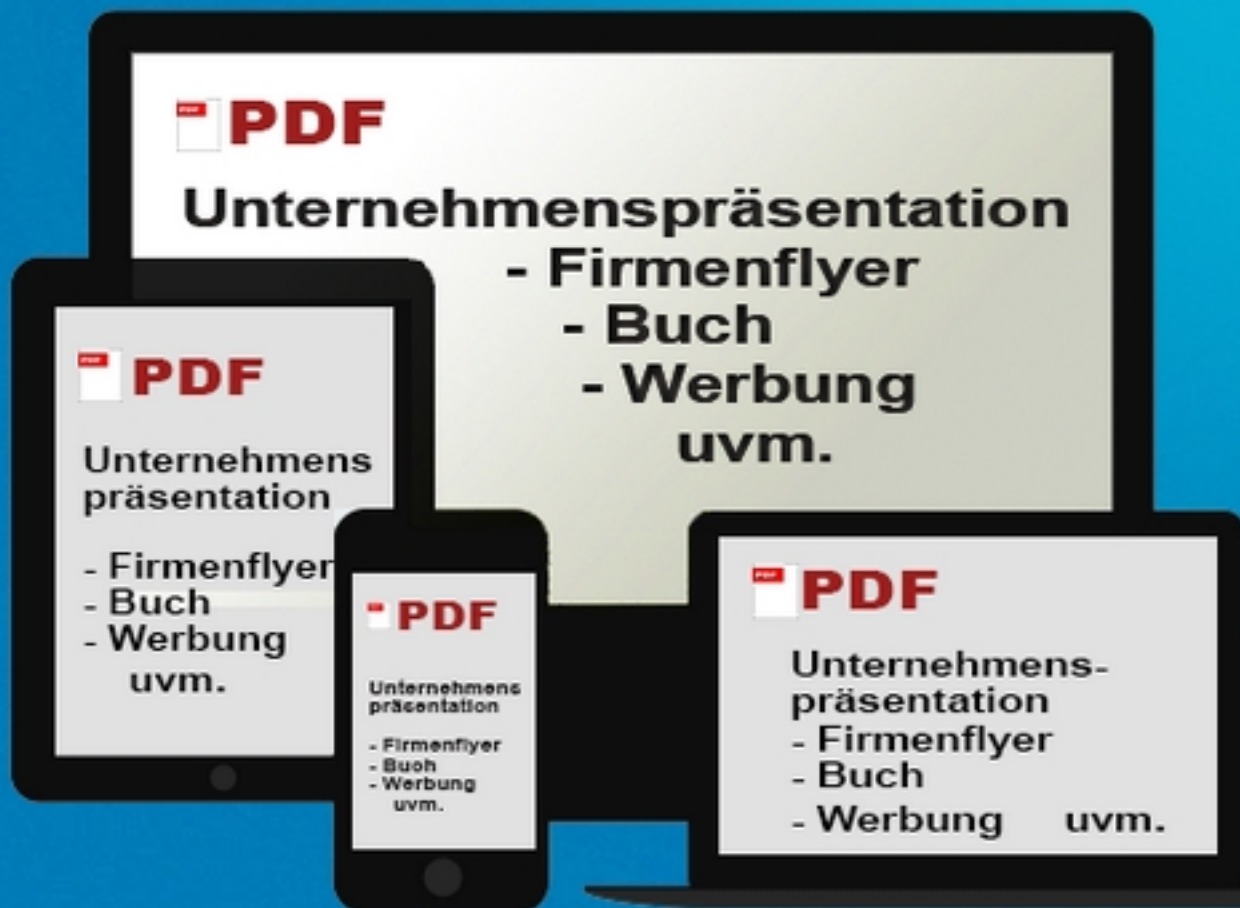 PDF
Unternehmenspräsentation
- Firmenflyer
- Buch
- Werbung
uvm.
PDF
Unternehmens
präsentation
- Firmenflyer
- Buch
- Werbung
uvm.
PDF
Unternehmens
präsentation
- Firmenflyer
- Buch
- Werbung
uvm.
PDF
Unternehmens-
präsentation
- Firmenflyer
- Buch
- Werbung uvm.